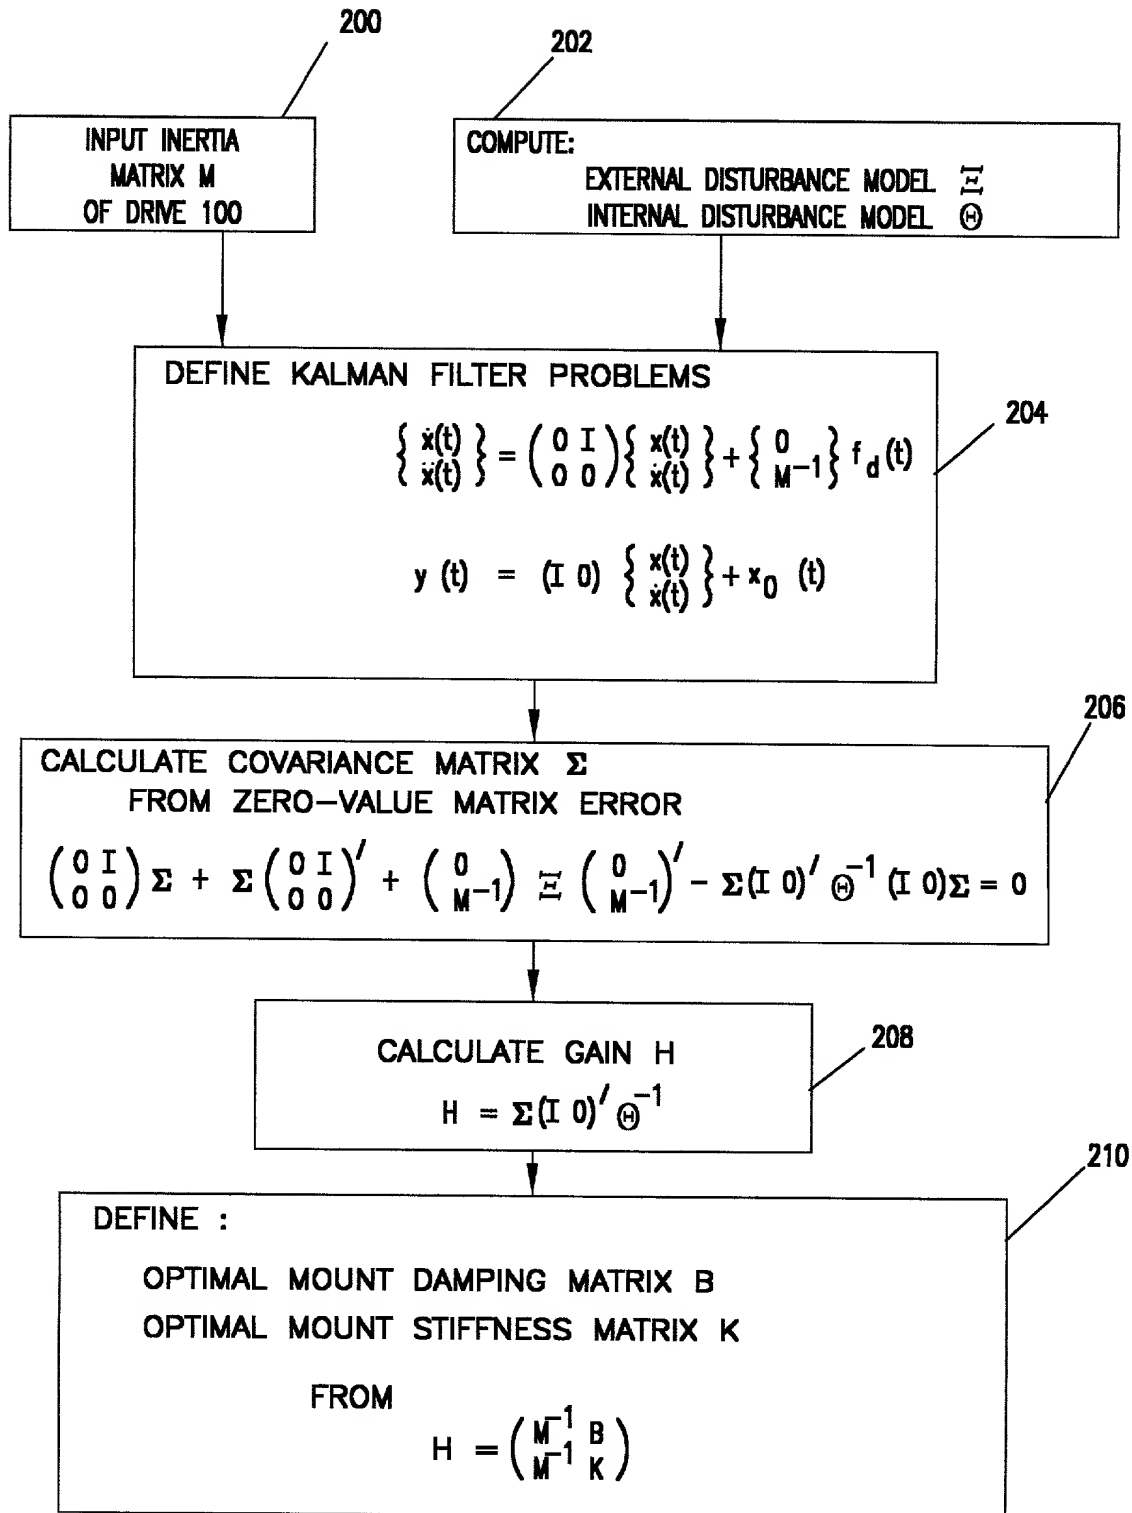 200
202
INPUT INERTIA
MATRIX M
OF DRIVE 100
COMPUTE:
EXTERNAL DISTURBANCE MODEL Ξ
INTERNAL DISTURBANCE MODEL Θ
DEFINE KALMAN FILTER PROBLEMS
204
{ ẋ(t) ẍ(t) } = ( 0 I 0 0 ) { x(t) ẋ(t) } + { 0 M⁻¹ } f_d(t)
y (t) = (I 0) { x(t) ẋ(t) } + x_0 (t)
206
CALCULATE COVARIANCE MATRIX Σ
FROM ZERO–VALUE MATRIX ERROR
( 0 I 0 0 ) Σ + Σ ( 0 I 0 0 )′ + ( 0 M⁻¹ ) Ξ ( 0 M⁻¹ )′ – Σ(I 0)′ Θ⁻¹ (I 0)Σ = 0
208
CALCULATE GAIN H
H = Σ(I 0)′ Θ⁻¹
210
DEFINE :
OPTIMAL MOUNT DAMPING MATRIX B
OPTIMAL MOUNT STIFFNESS MATRIX K
FROM
H = ( M⁻¹ B M⁻¹ K )